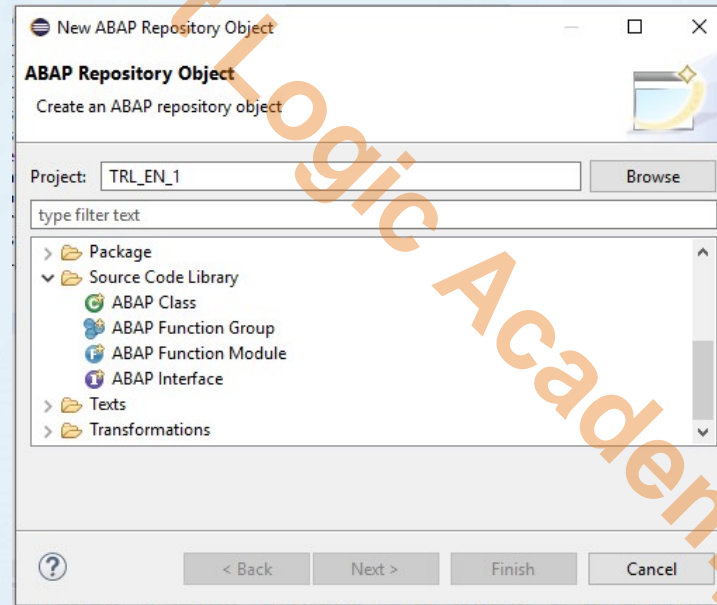 New ABAP Repository Object
ABAP Repository Object
Create an ABAP repository object
Project: TRL_EN_1 Browse
type filter text
Package
Source Code Library
ABAP Class
ABAP Function Group
ABAP Function Module
ABAP Interface
Texts
Transformations
? < Back Next > Finish Cancel
Logic Academ